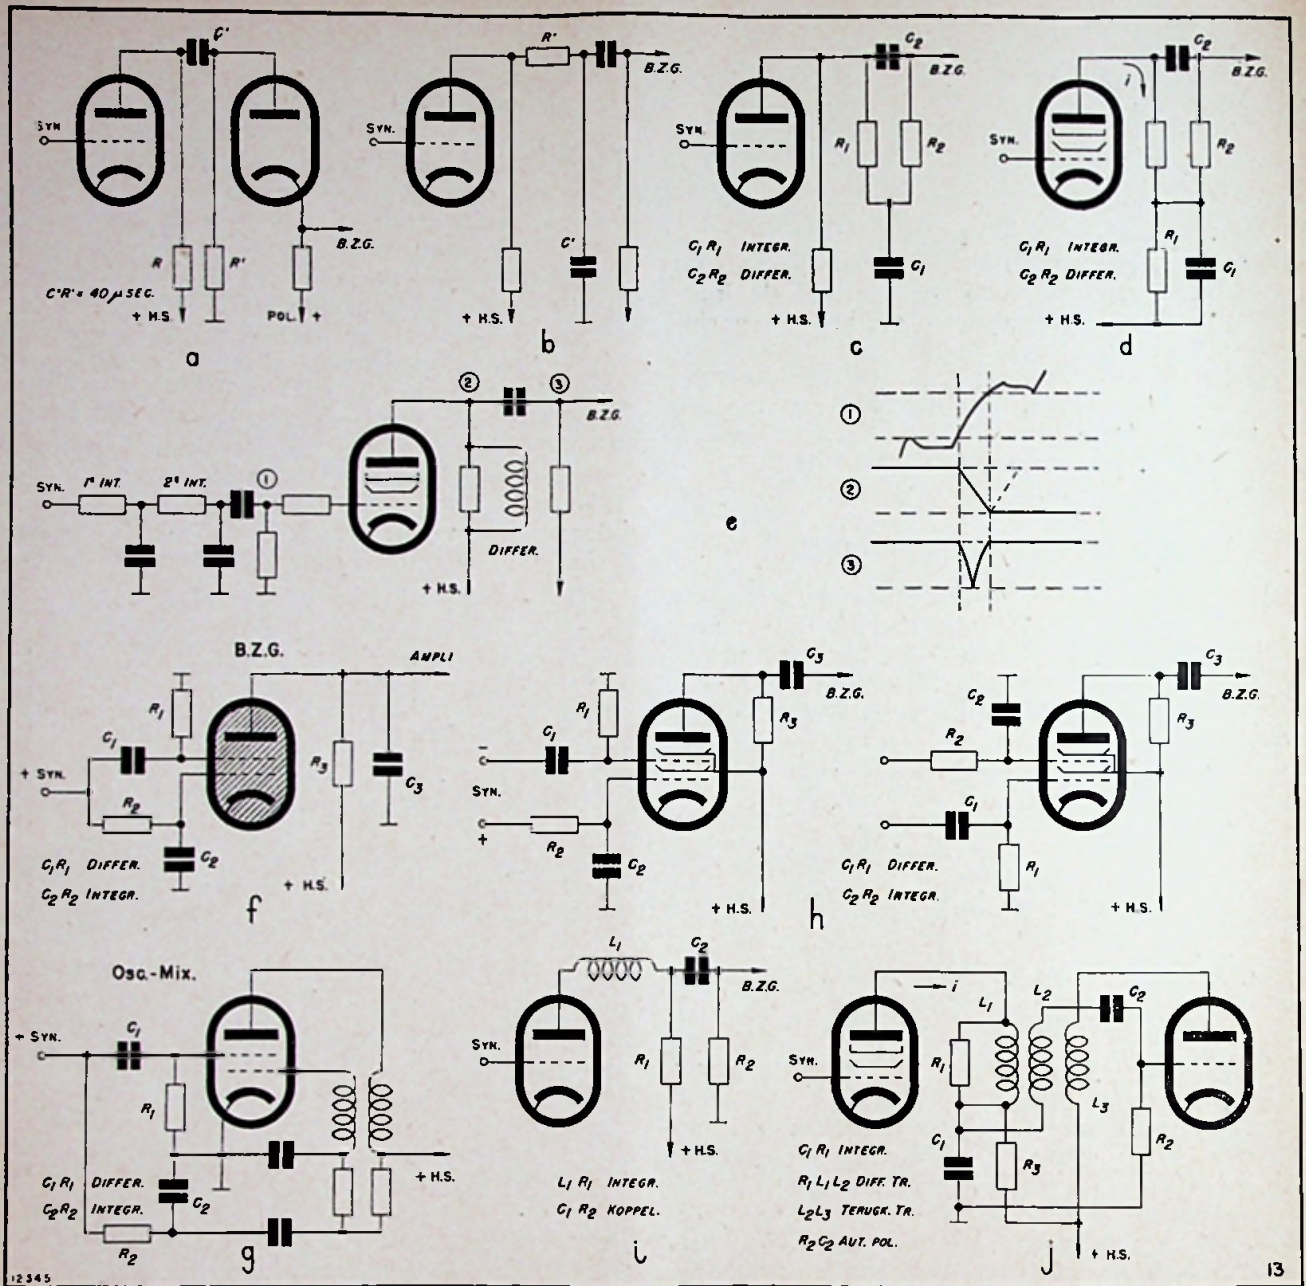 C'
SYN
R
R'
B.Z.G.
C'R' = 40 µ SEC.
+ H.S.
POL. +
a
R'
B.Z.G.
SYN.
C'
+ H.S.
b
C2
B.Z.G.
SYN.
R1
R2
C1R1 INTEGR.
C2R2 DIFFER.
C1
+ H.S.
c
C2
B.Z.G.
i
SYN.
R2
R1
C1R1 INTEGR.
C2R2 DIFFER.
C1
+ H.S.
d
2
3
B.Z.G.
SYN.
1e INT.
2e INT.
1
DIFFER.
+ H.S.
e
1
2
3
B.Z.G.
AMPLI
R1
C1
+ SYN.
R2
C2
R3
C3
C1R1 DIFFER.
C2R2 INTEGR.
+ H.S.
f
C3
B.Z.G.
R1
R3
−
C1
SYN.
+
R2
C2
+ H.S.
h
C3
B.Z.G.
C2
R3
R2
C1
R1
C1R1 DIFFER.
C2R2 INTEGR.
+ H.S.
Osc.-Mix.
+ SYN.
C1
R1
C2
+ H.S.
C1R1 DIFFER.
C2R2 INTEGR.
R2
g
L1
C2
B.Z.G.
SYN.
R1
R2
+ H.S.
L1R1 INTEGR.
C1R2 KOPPEL.
i
i
L1
L2
C2
R1
SYN.
L3
R2
C1
R3
C1R1 INTEGR.
R1L1L2 DIFF. TR.
L2L3 TERUGK. TR.
R2C2 AUT. POL.
j
+ H.S.
12345
13